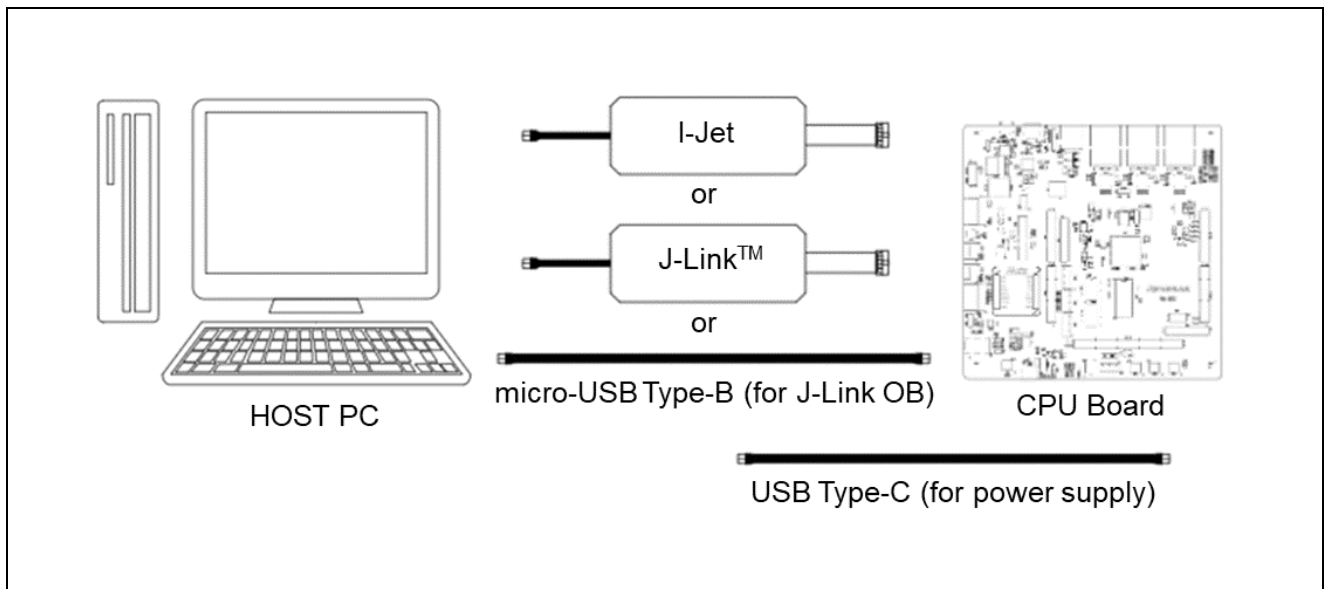 I-Jet
or
J-Link™
or
micro-USB Type-B (for J-Link OB)
HOST PC
CPU Board
USB Type-C (for power supply)